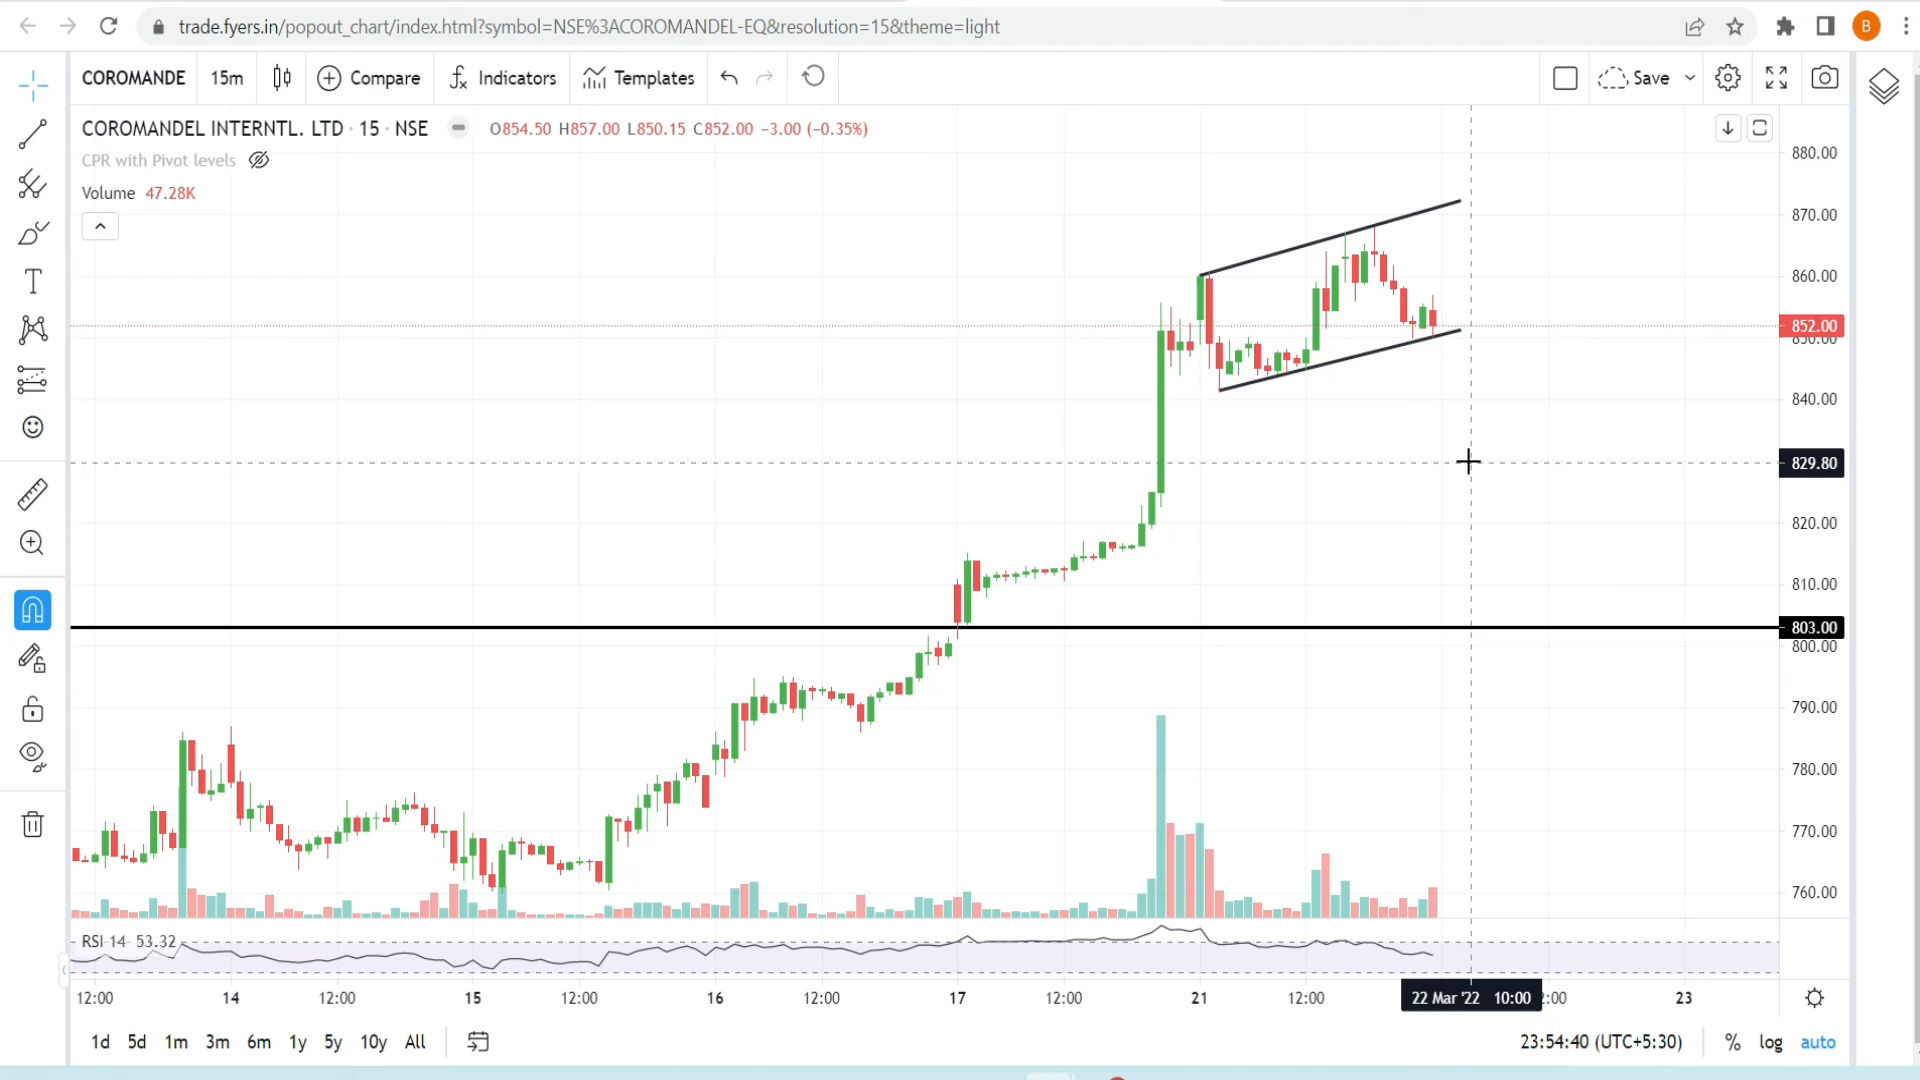 trade.fyers.in/popout_chart/index.html?symbol=NSE%3ACOROMANDEL-EQ&resolution=15&theme=light
B
COROMANDE 15m Compare Indicators Templates Save
COROMANDEL INTERNTL. LTD · 15 · NSE O854.50 H857.00 L850.15 C852.00 −3.00 (−0.35%)
CPR with Pivot levels
Volume 47.28K
880.00
870.00
860.00
852.00
850.00
840.00
829.80
820.00
810.00
803.00
800.00
790.00
780.00
770.00
760.00
RSI 14 53.32
12:00 14 12:00 15 12:00 16 12:00 17 12:00 21 12:00 22 Mar '22 10:00 2:00 23
1d 5d 1m 3m 6m 1y 5y 10y All 23:54:40 (UTC+5:30) % log auto